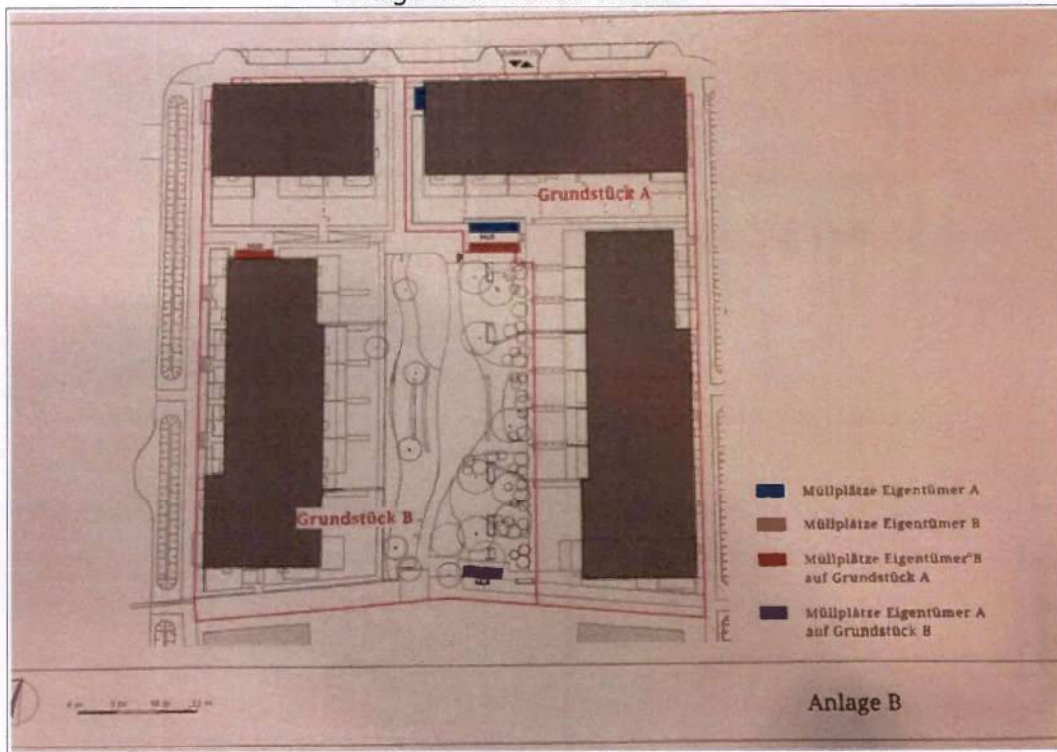 Grundstück A
Grundstück B
Müllplätze Eigentümer A
Müllplätze Eigentümer B
Müllplätze Eigentümer B
auf Grundstück A
Müllplätze Eigentümer A
auf Grundstück B
Anlage B